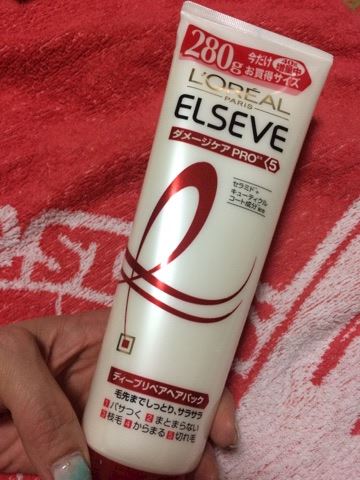 280g 今だけ
お買得サイズ
L'ORÉAL
PARIS
ELSEVE
ダメージケア PRO
セラミド
キューティクル
コート成分 配合
ディープリペアヘアパック
毛先までしっとり、サラサラ
1 パサつく 2 まとまらない
3 枝毛 4 からまる 5 切れ毛